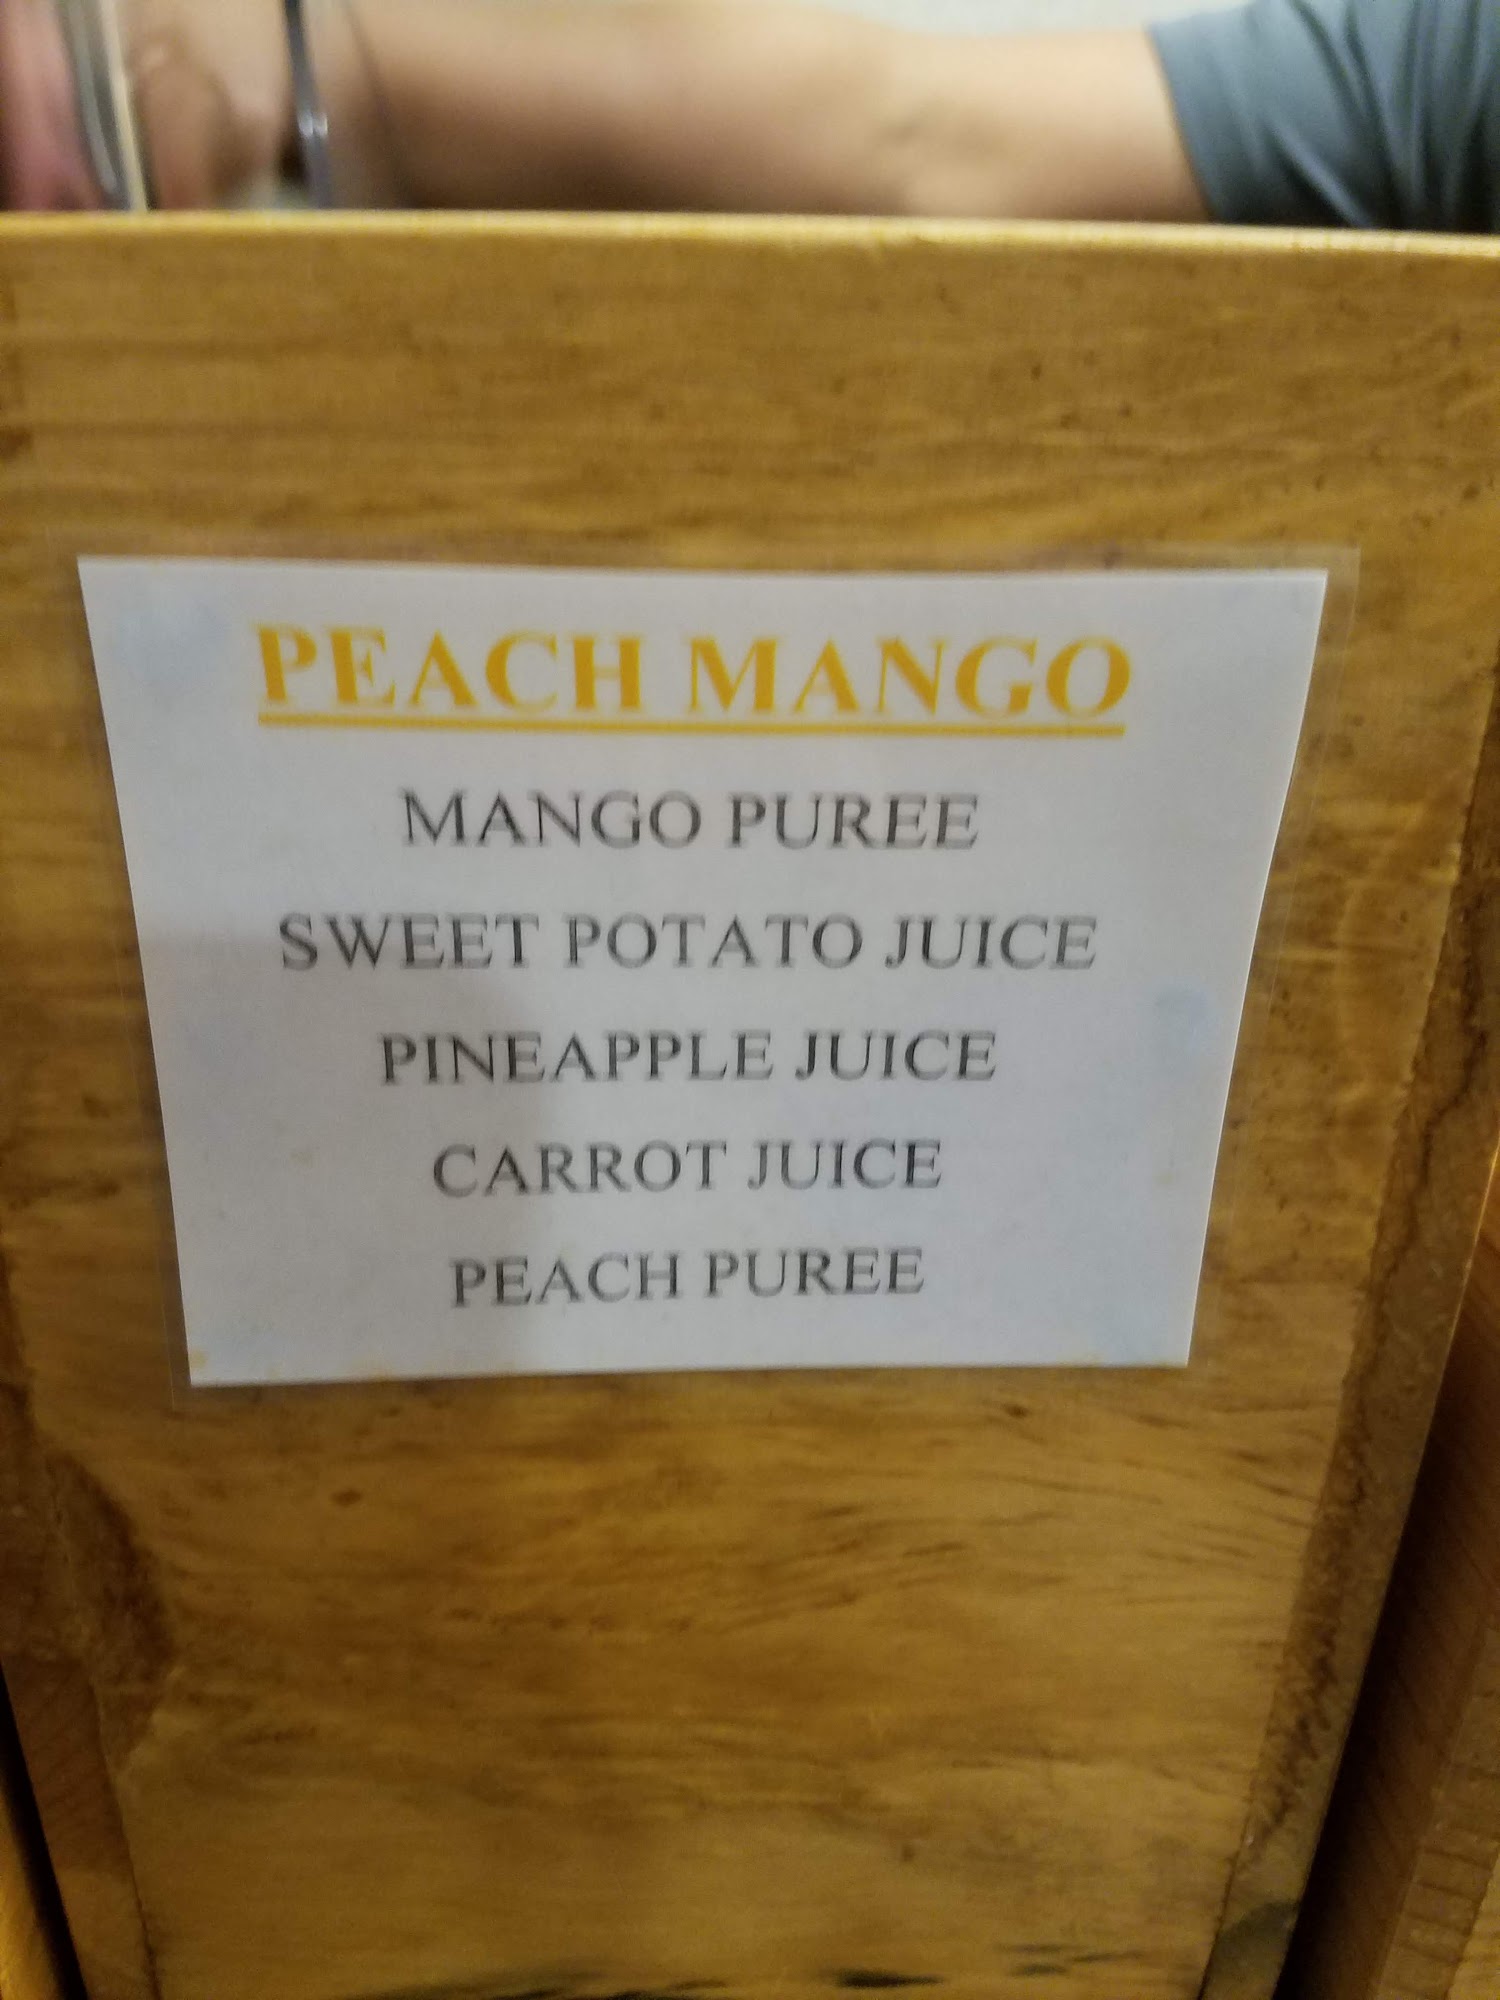 PEACH MANGO
MANGO PUREE
SWEET POTATO JUICE
PINEAPPLE JUICE
CARROT JUICE
PEACH PUREE